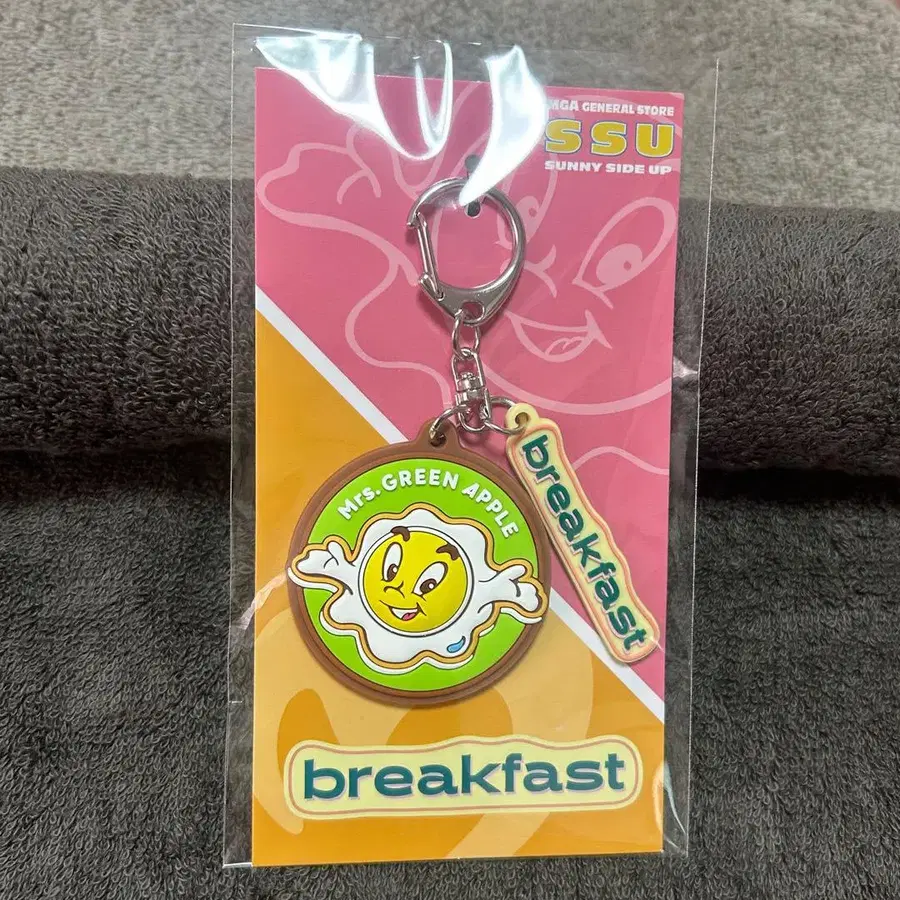 MGA GENERAL STORE
SSU
SUNNY SIDE UP
Mrs. GREEN APPLE
breakfast
breakfast